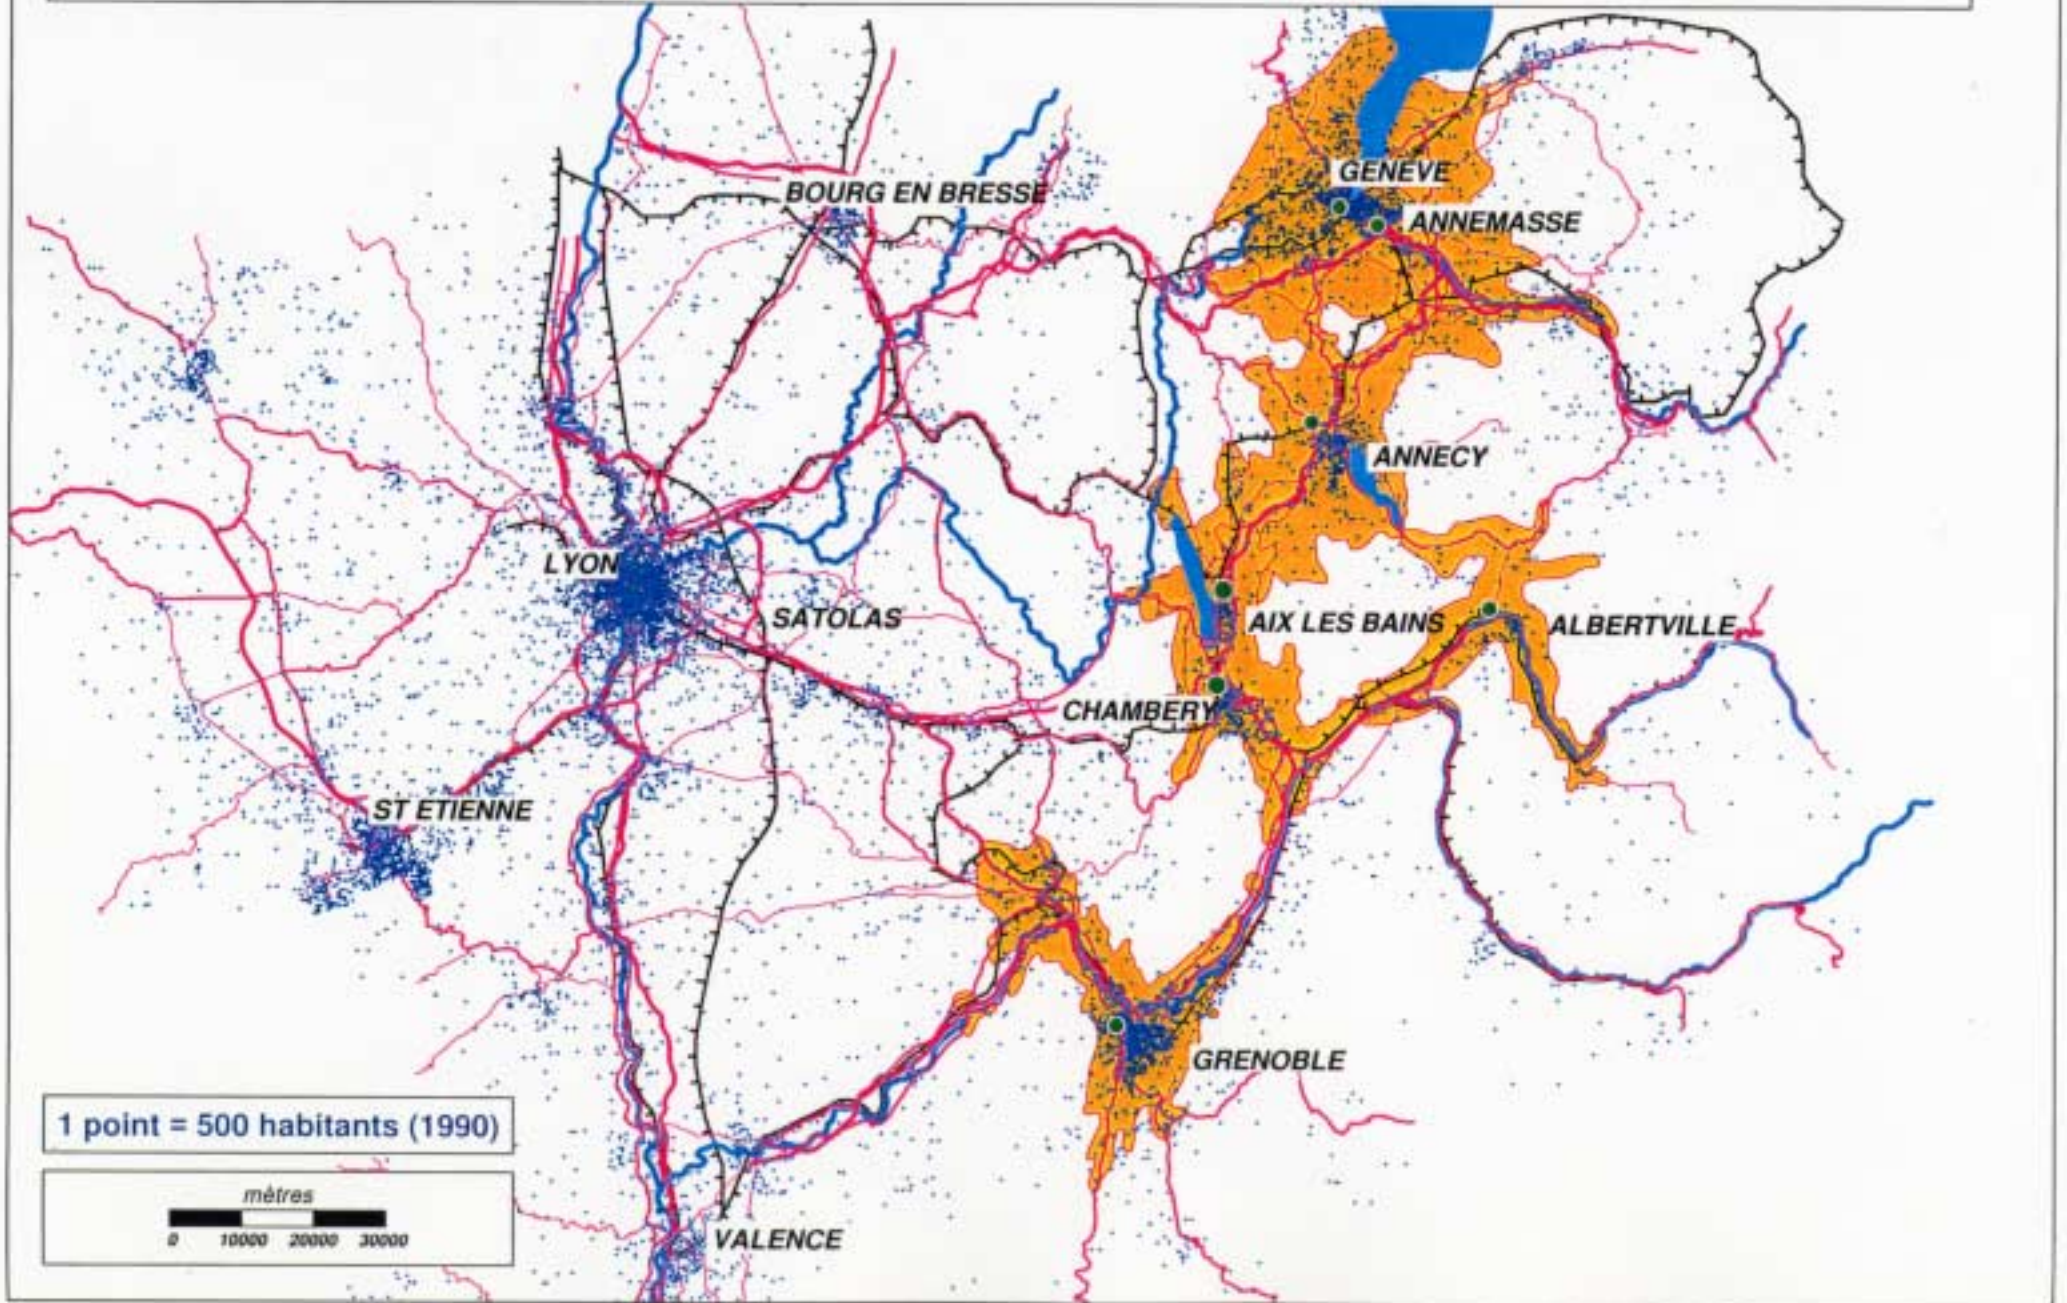 GENEVE
BOURG EN BRESSE
ANNEMASSE
ANNECY
LYON
SATOLAS
AIX LES BAINS
ALBERTVILLE
CHAMBERY
ST ETIENNE
GRENOBLE
1 point = 500 habitants (1990)
mètres
0 10000 20000 30000
VALENCE